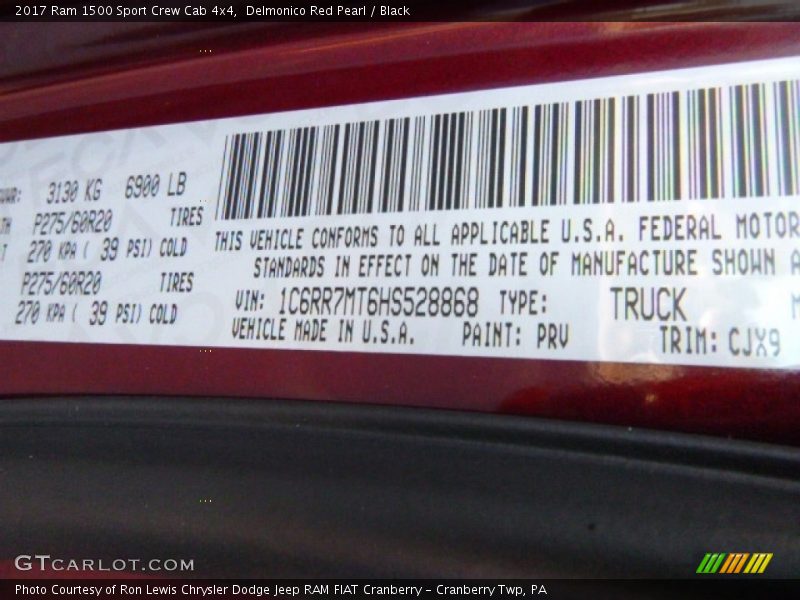 2017 Ram 1500 Sport Crew Cab 4x4, Delmonico Red Pearl / Black
3130 KG 6900 LB
P275/60R20 TIRES
270 KPA ( 39 PSI) COLD
P275/60R20 TIRES
270 KPA ( 39 PSI) COLD
THIS VEHICLE CONFORMS TO ALL APPLICABLE U.S.A. FEDERAL MOTOR
STANDARDS IN EFFECT ON THE DATE OF MANUFACTURE SHOWN A
VIN: 1C6RR7MT6HS528868 TYPE: TRUCK
VEHICLE MADE IN U.S.A. PAINT: PRV TRIM: CJX9
GTCARLOT.COM
Photo Courtesy of Ron Lewis Chrysler Dodge Jeep RAM FIAT Cranberry - Cranberry Twp, PA